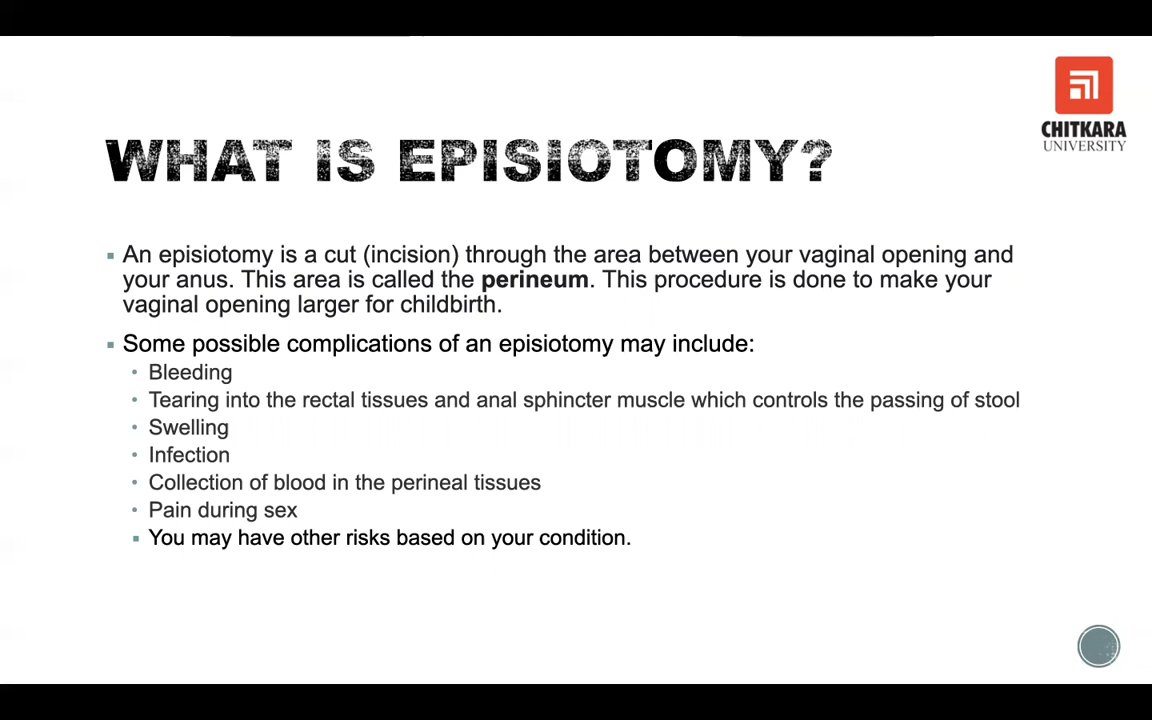 CHITKARA
UNIVERSITY
WHAT IS EPISIOTOMY?
▪ An episiotomy is a cut (incision) through the area between your vaginal opening and
your anus. This area is called the perineum. This procedure is done to make your
vaginal opening larger for childbirth.
▪ Some possible complications of an episiotomy may include:
• Bleeding
• Tearing into the rectal tissues and anal sphincter muscle which controls the passing of stool
• Swelling
• Infection
• Collection of blood in the perineal tissues
• Pain during sex
▪ You may have other risks based on your condition.